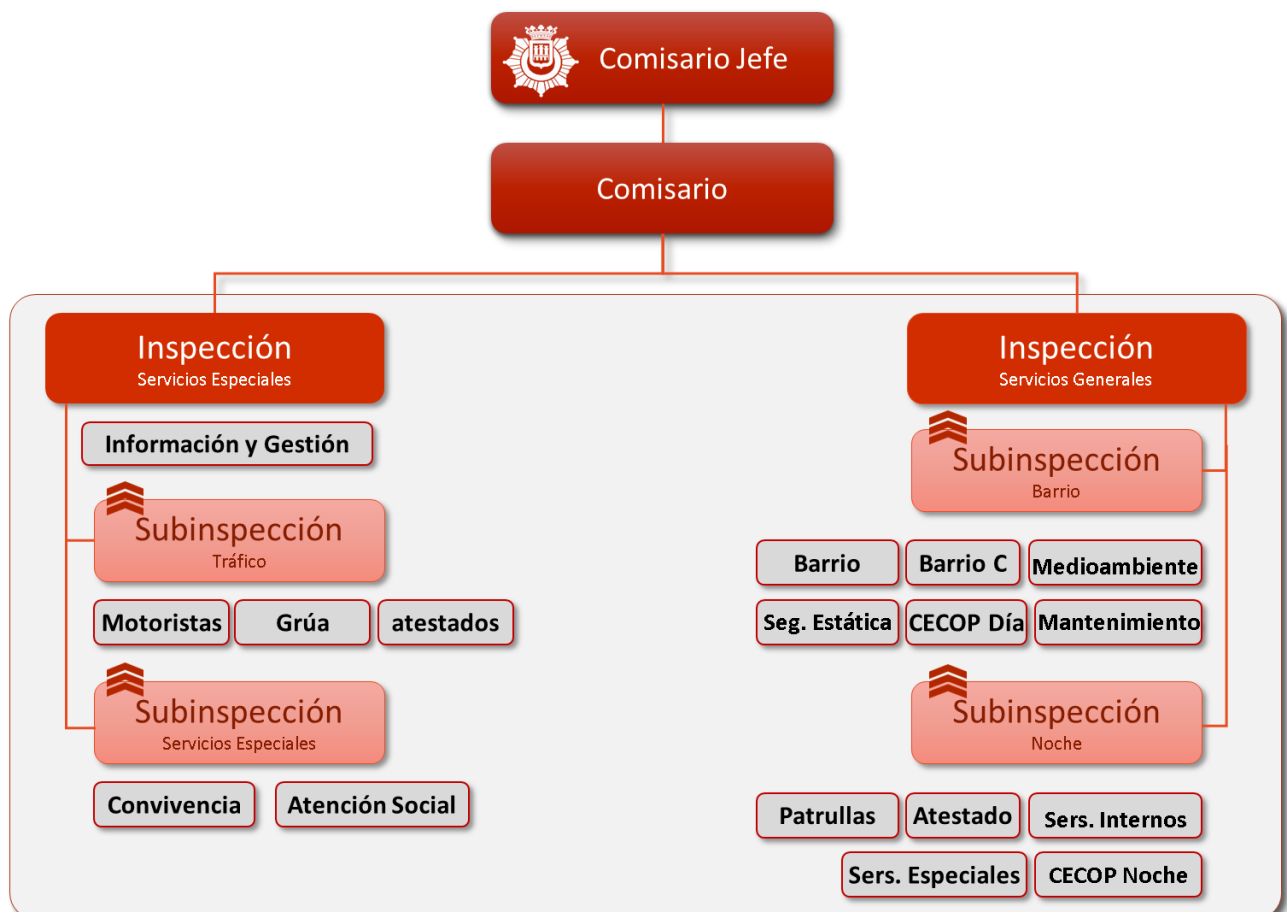 Comisario Jefe
Comisario
Inspección
Servicios Especiales
Información y Gestión
Subinspección
Tráfico
Motoristas
Grúa
atestados
Subinspección
Servicios Especiales
Convivencia
Atención Social
Inspección
Servicios Generales
Subinspección
Barrio
Barrio
Barrio C
Medioambiente
Seg. Estática
CECOP Día
Mantenimiento
Subinspección
Noche
Patrullas
Atestado
Sers. Internos
Sers. Especiales
CECOP Noche